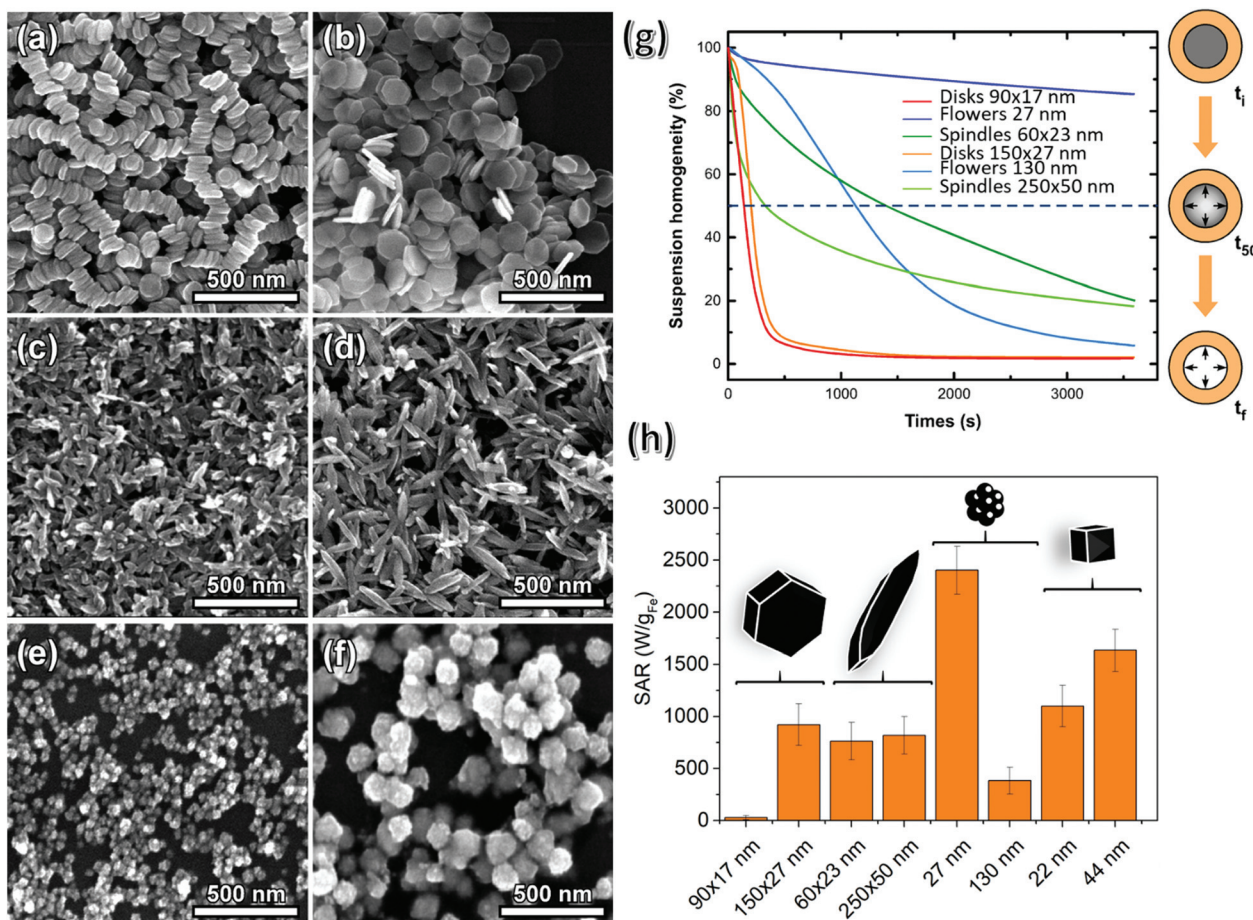 (a)
500 nm
(b)
500 nm
(c)
500 nm
(d)
500 nm
(e)
500 nm
(f)
500 nm
(g)
Suspension homogeneity (%)
100
80
60
40
20
0
Disks 90x17 nm
Flowers 27 nm
Spindles 60x23 nm
Disks 150x27 nm
Flowers 130 nm
Spindles 250x50 nm
0 1000 2000 3000
Times (s)
ti
t50
tf
(h)
SAR (W/gFe)
3000
2500
2000
1500
1000
500
0
90x17 nm
150x27 nm
60x23 nm
250x50 nm
27 nm
130 nm
22 nm
44 nm